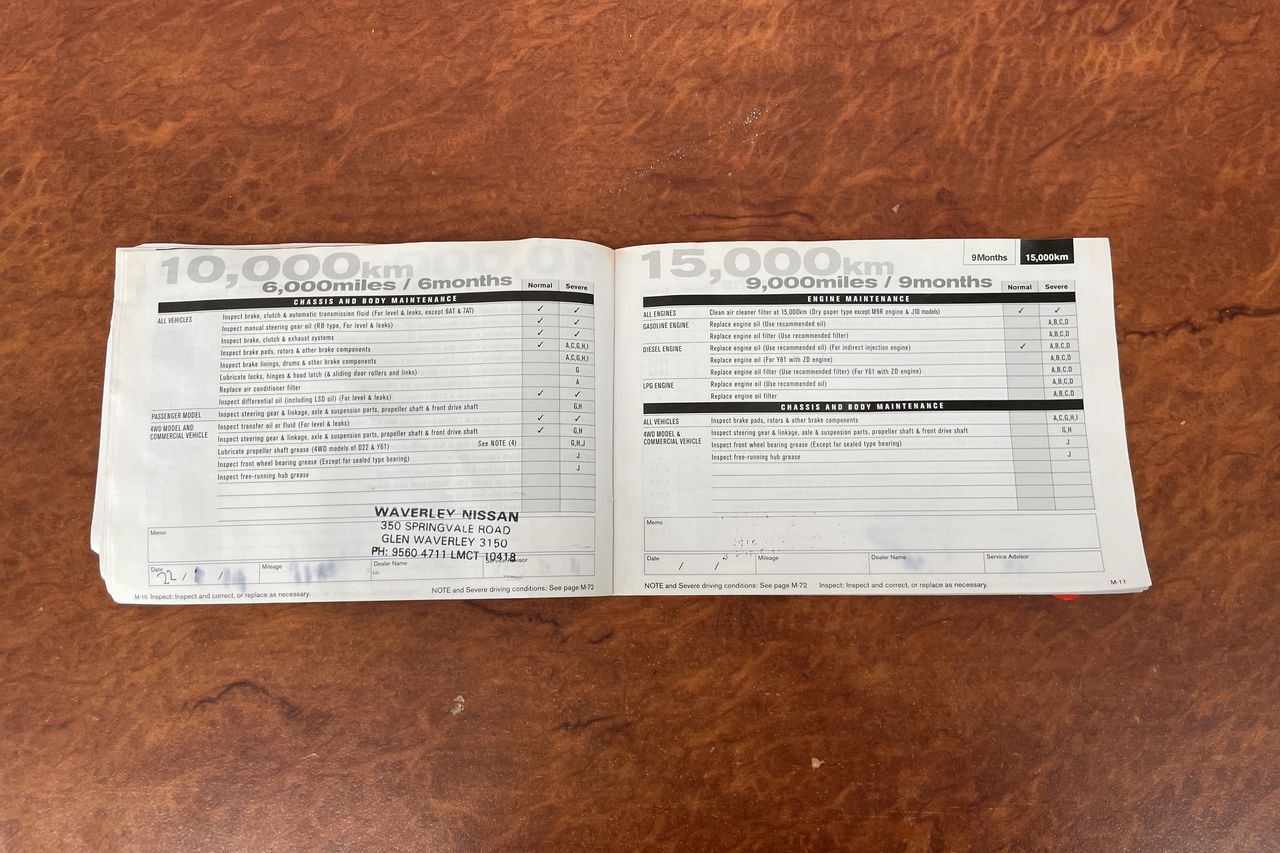 10,000km
6,000miles / 6months
Normal Severe
CHASSIS AND BODY MAINTENANCE
ALL VEHICLES Inspect brake, clutch & automatic transmission fluid (For level & leaks, except 6AT & 7AT) ✓ ✓
Inspect manual steering gear oil (RB type, For level & leaks) ✓ ✓
Inspect brake, clutch & exhaust systems ✓ ✓
Inspect brake pads, rotors & other brake components ✓ A,C,G,H,I
Inspect brake linings, drums & other brake components A,C,G,H,I
Lubricate locks, hinges & hood latch (& sliding door rollers and links) G
Replace air conditioner filter A
Inspect differential oil (including LSD oil) (For level & leaks) ✓ ✓
PASSENGER MODEL Inspect steering gear & linkage, axle & suspension parts, propeller shaft & front drive shaft G,H
4WD MODEL AND COMMERCIAL VEHICLE Inspect transfer oil or fluid (For level & leaks) ✓ ✓
Inspect steering gear & linkage, axle & suspension parts, propeller shaft & front drive shaft ✓ G,H
Lubricate propeller shaft grease (4WD models of D22 & Y61) See NOTE (4) G,H,J
Inspect front wheel bearing grease (Except for sealed type bearing) J
Inspect free-running hub grease J
WAVERLEY NISSAN
350 SPRINGVALE ROAD
GLEN WAVERLEY 3150
PH: 9560 4711 LMCT 10418
Memo
Date 22 / / Mileage Dealer Name Service Advisor
M-10 Inspect: Inspect and correct, or replace as necessary. NOTE and Severe driving conditions: See page M-72
9Months 15,000km
15,000km
9,000miles / 9months
Normal Severe
ENGINE MAINTENANCE
ALL ENGINES Clean air cleaner filter at 15,000km (Dry paper type except M9R engine & J10 models) ✓ ✓
GASOLINE ENGINE Replace engine oil (Use recommended oil) A,B,C,D
Replace engine oil filter (Use recommended filter) A,B,C,D
DIESEL ENGINE Replace engine oil (Use recommended oil) (For indirect injection engine) ✓ A,B,C,D
Replace engine oil (For Y61 with ZD engine) A,B,C,D
Replace engine oil filter (Use recommended filter) (For Y61 with ZD engine) A,B,C,D
LPG ENGINE Replace engine oil (Use recommended oil) A,B,C,D
Replace engine oil filter A,B,C,D
CHASSIS AND BODY MAINTENANCE
ALL VEHICLES Inspect brake pads, rotors & other brake components A,C,G,H,I
4WD MODEL & COMMERCIAL VEHICLE Inspect steering gear & linkage, axle & suspension parts, propeller shaft & front drive shaft G,H
Inspect front wheel bearing grease (Except for sealed type bearing) J
Inspect free-running hub grease J
Memo
Date / / Mileage Dealer Name Service Advisor
NOTE and Severe driving conditions: See page M-72 Inspect: Inspect and correct, or replace as necessary. M-11